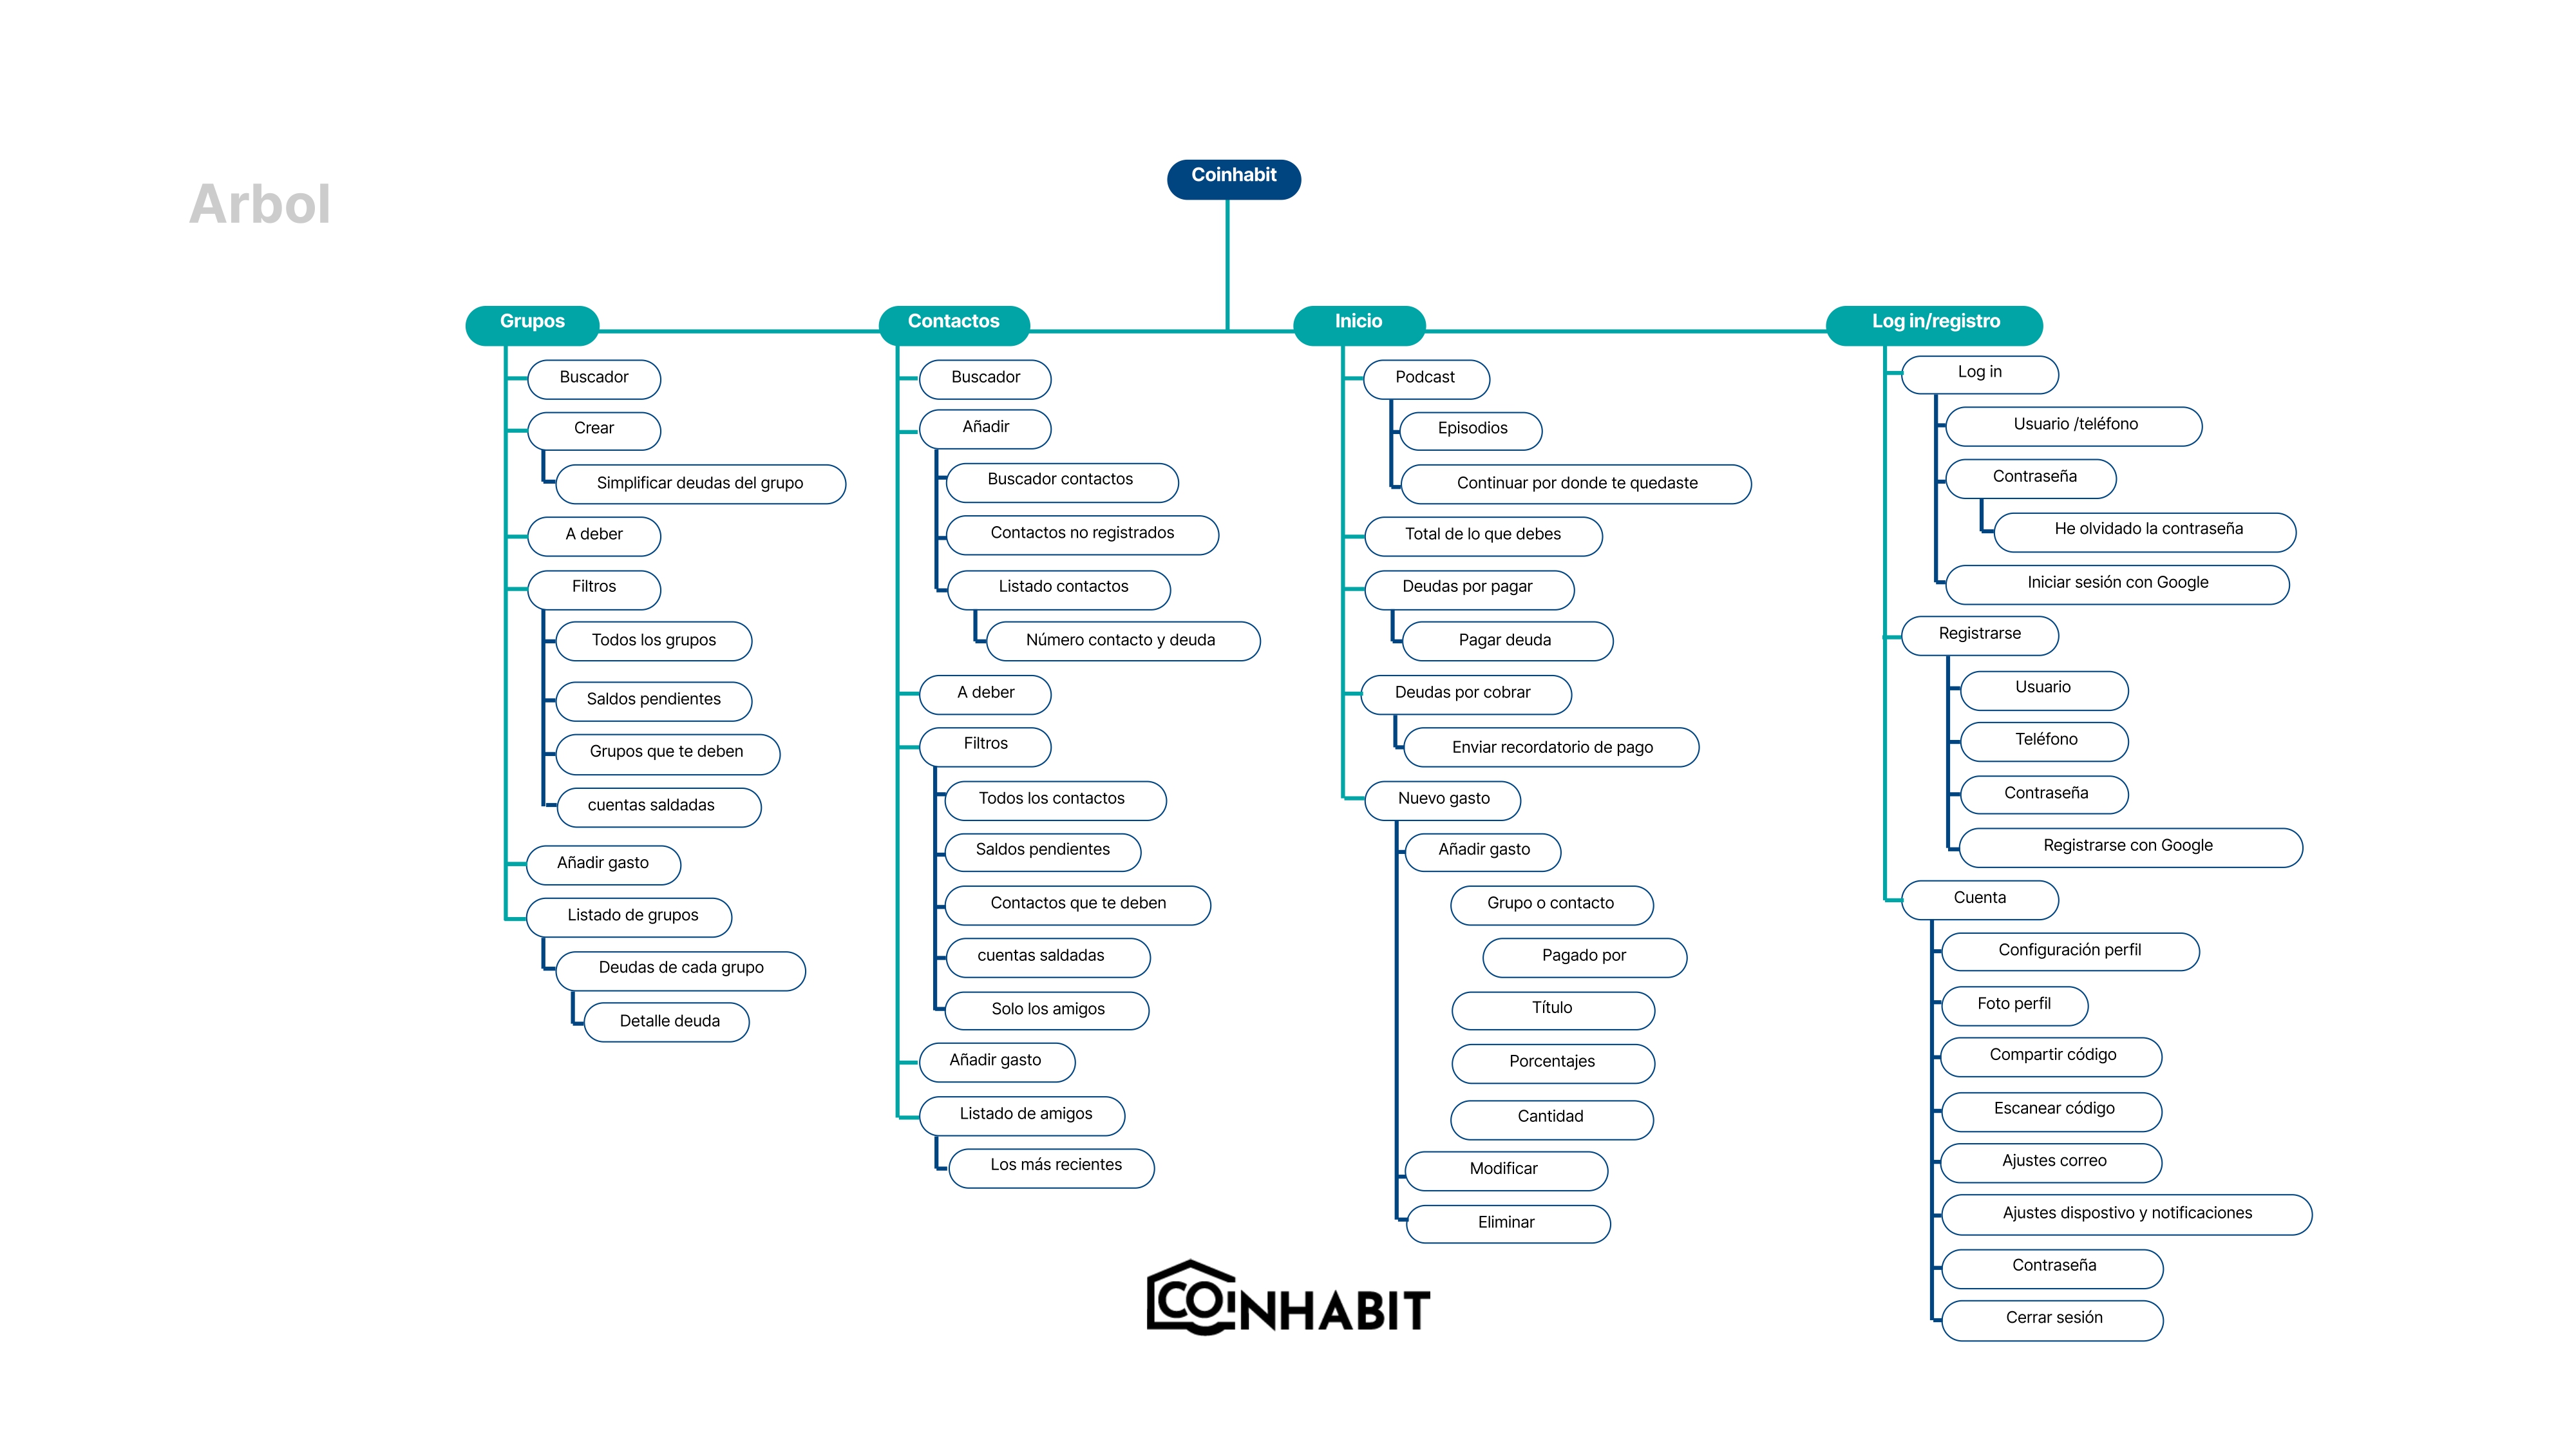 Arbol
Coinhabit
Grupos
Buscador
Crear
Simplificar deudas del grupo
A deber
Filtros
Todos los grupos
Saldos pendientes
Grupos que te deben
cuentas saldadas
Añadir gasto
Listado de grupos
Deudas de cada grupo
Detalle deuda
Contactos
Buscador
Añadir
Buscador contactos
Contactos no registrados
Listado contactos
Número contacto y deuda
A deber
Filtros
Todos los contactos
Saldos pendientes
Contactos que te deben
cuentas saldadas
Solo los amigos
Añadir gasto
Listado de amigos
Los más recientes
Inicio
Podcast
Episodios
Continuar por donde te quedaste
Total de lo que debes
Deudas por pagar
Pagar deuda
Deudas por cobrar
Enviar recordatorio de pago
Nuevo gasto
Añadir gasto
Grupo o contacto
Pagado por
Título
Porcentajes
Cantidad
Modificar
Eliminar
Log in/registro
Log in
Usuario /teléfono
Contraseña
He olvidado la contraseña
Iniciar sesión con Google
Registrarse
Usuario
Teléfono
Contraseña
Registrarse con Google
Cuenta
Configuración perfil
Foto perfil
Compartir código
Escanear código
Ajustes correo
Ajustes dispostivo y notificaciones
Contraseña
Cerrar sesión
COINHABIT